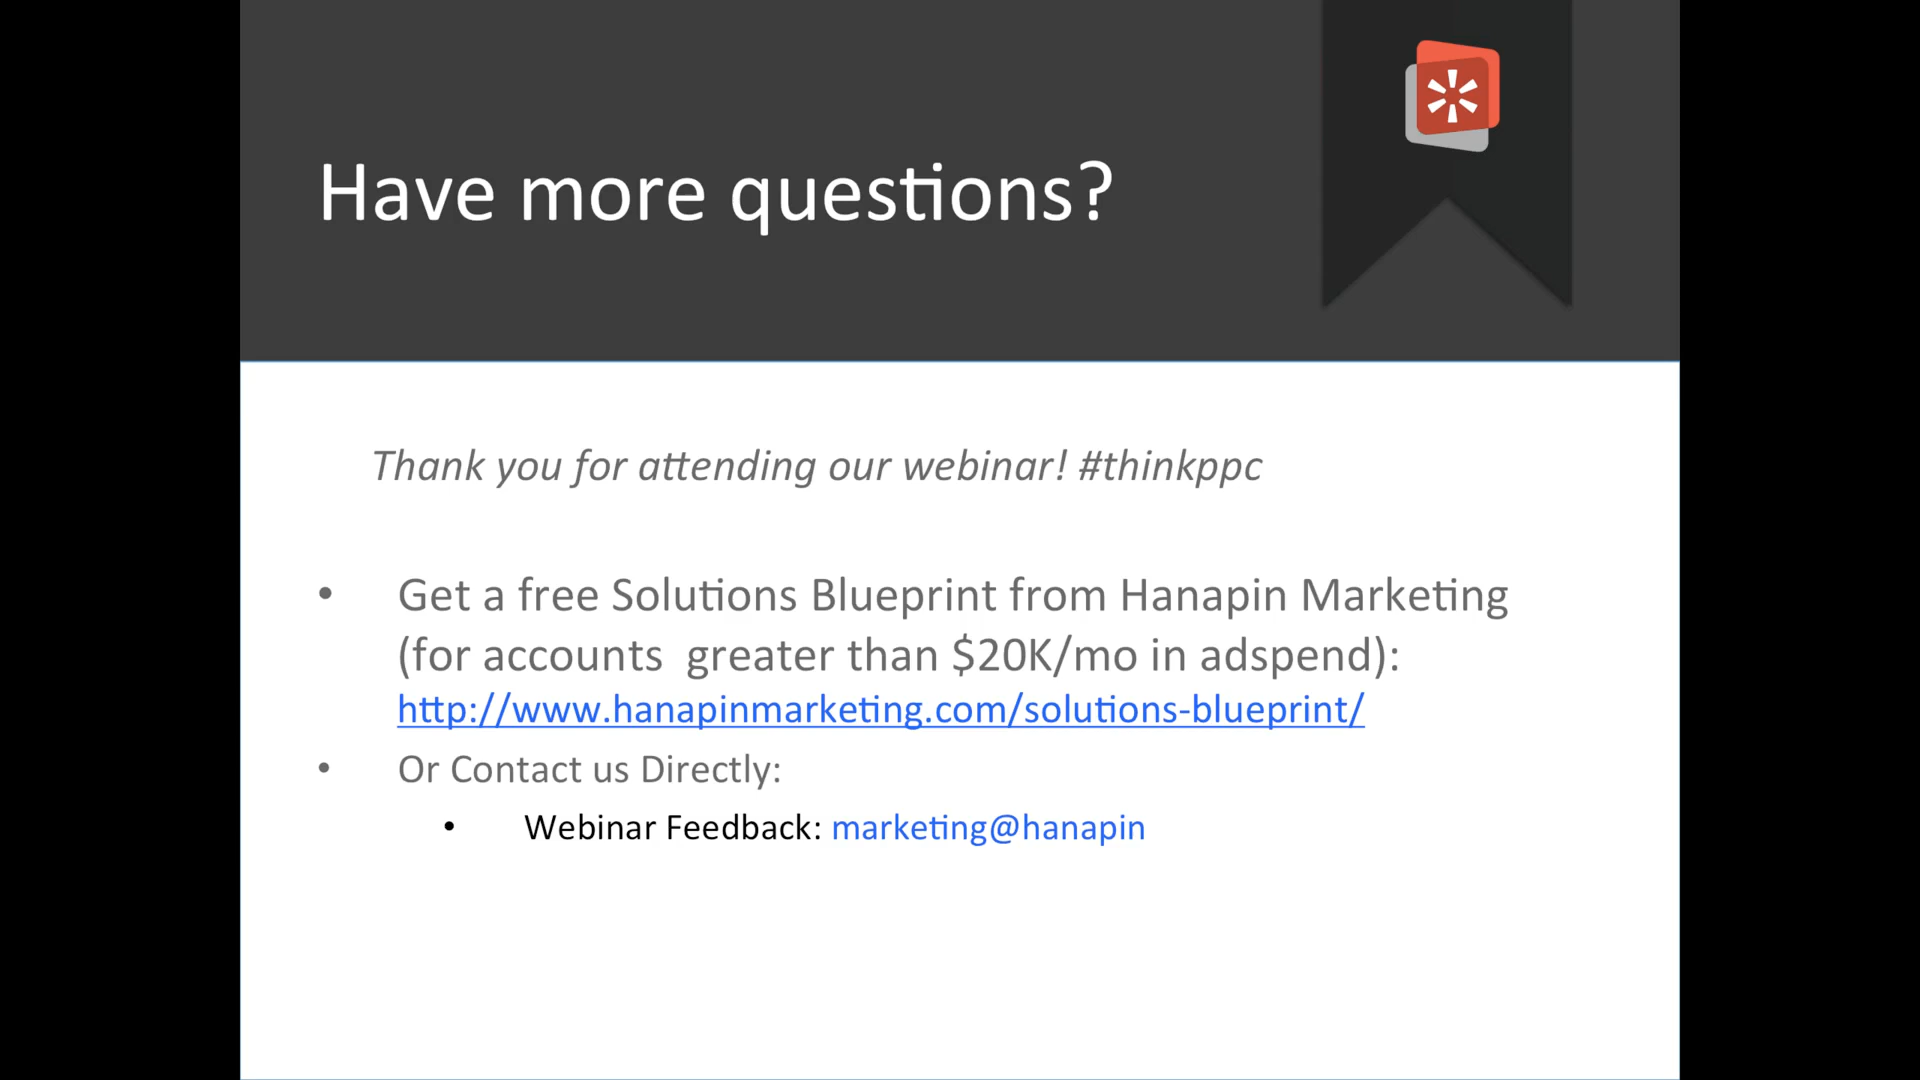 Have more questions?
Thank you for attending our webinar! #thinkppc
• Get a free Solutions Blueprint from Hanapin Marketing
(for accounts  greater than $20K/mo in adspend):
http://www.hanapinmarketing.com/solutions-blueprint/
• Or Contact us Directly:
• Webinar Feedback: marketing@hanapin